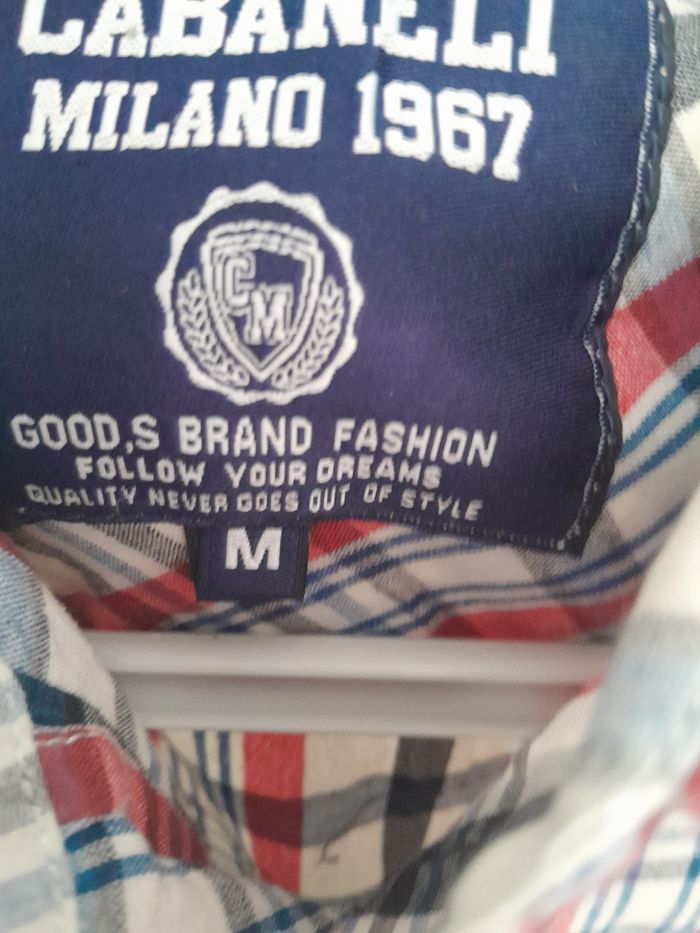 CABANELI
MILANO 1967
CM
GOOD,S BRAND FASHION
FOLLOW YOUR DREAMS
QUALITY NEVER GOES OUT OF STYLE
M